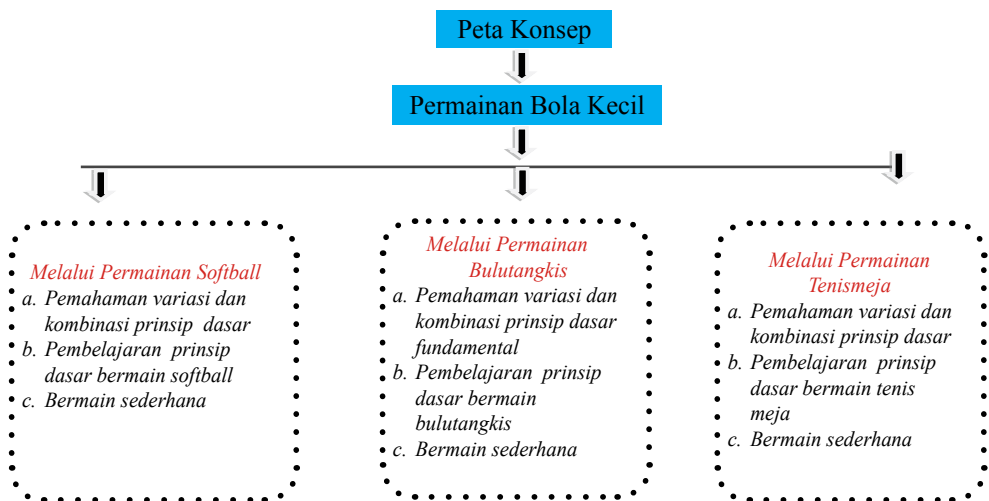 Peta Konsep
Permainan Bola Kecil
Melalui Permainan Softball
a. Pemahaman variasi dan
kombinasi prinsip dasar
b. Pembelajaran prinsip
dasar bermain softball
c. Bermain sederhana
Melalui Permainan
Bulutangkis
a. Pemahaman variasi dan
kombinasi prinsip dasar
fundamental
b. Pembelajaran prinsip
dasar bermain
bulutangkis
c. Bermain sederhana
Melalui Permainan
Tenismeja
a. Pemahaman variasi dan
kombinasi prinsip dasar
b. Pembelajaran prinsip
dasar bermain tenis
meja
c. Bermain sederhana